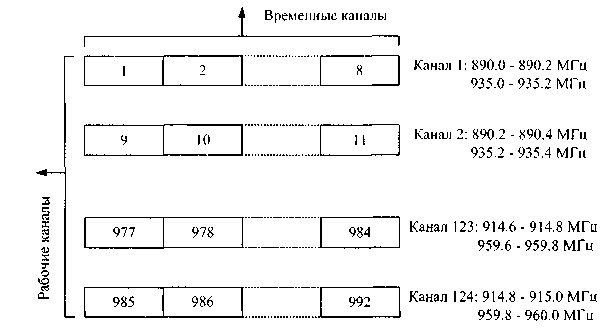 Временные каналы
1 2 8 Канал 1: 890.0 - 890.2 МГц
935.0 - 935.2 МГц
9 10 11 Канал 2: 890.2 - 890.4 МГц
935.2 - 935.4 МГц
Рабочие каналы
977 978 984 Канал 123: 914.6 - 914.8 МГц
959.6 - 959.8 МГц
985 986 992 Канал 124: 914.8 - 915.0 МГц
959.8 - 960.0 МГц